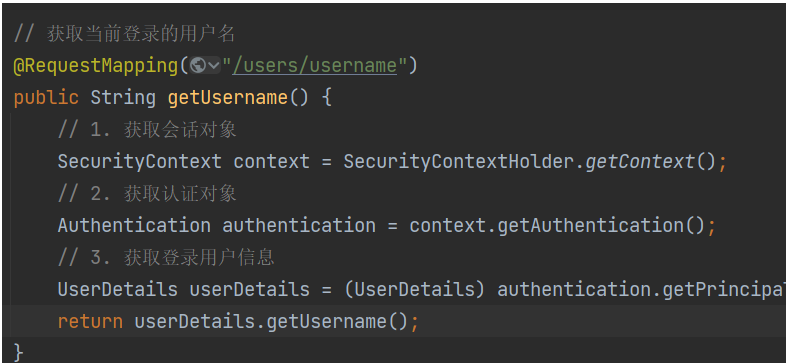 // 获取当前登录的用户名
@RequestMapping("/users/username")
public String getUsername() {
// 1. 获取会话对象
SecurityContext context = SecurityContextHolder.getContext();
// 2. 获取认证对象
Authentication authentication = context.getAuthentication();
// 3. 获取登录用户信息
UserDetails userDetails = (UserDetails) authentication.getPrincipal
return userDetails.getUsername();
}